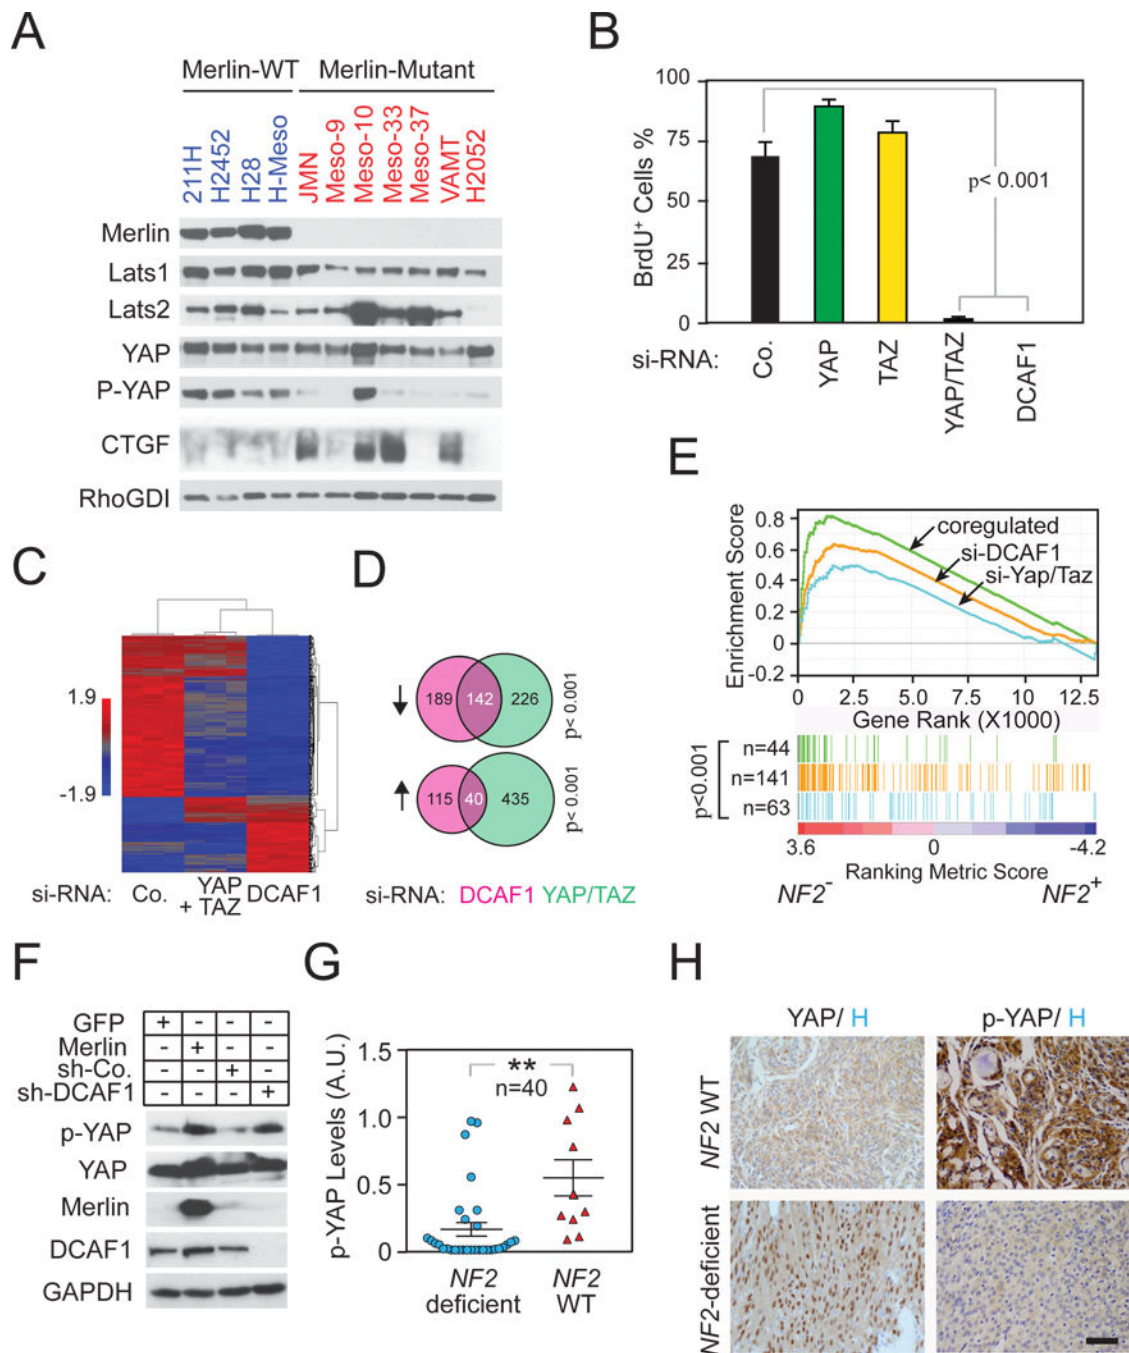 A
Merlin-WT Merlin-Mutant
211H
H2452
H28
H-Meso
JMN
Meso-9
Meso-10
Meso-33
Meso-37
VAMT
H2052
Merlin
Lats1
Lats2
YAP
P-YAP
CTGF
RhoGDI
B
BrdU+ Cells %
100
75
50
25
0
p< 0.001
si-RNA:
Co.
YAP
TAZ
YAP/TAZ
DCAF1
C
1.9
-1.9
si-RNA: Co. YAP + TAZ DCAF1
D
189 142 226
p< 0.001
115 40 435
p< 0.001
si-RNA: DCAF1 YAP/TAZ
E
Enrichment Score
0.8
0.6
0.4
0.2
0
-0.2
coregulated
si-DCAF1
si-Yap/Taz
0 2.5 5.0 7.5 10 12.5
Gene Rank (X1000)
p<0.001
n=44
n=141
n=63
3.6 0 -4.2
Ranking Metric Score
NF2- NF2+
F
GFP + - - -
Merlin - + - -
sh-Co. - - + -
sh-DCAF1 - - - +
p-YAP
YAP
Merlin
DCAF1
GAPDH
G
p-YAP Levels (A.U.)
1.5
1.0
0.5
0
**
n=40
NF2 deficient
NF2 WT
H
YAP/ H p-YAP/ H
NF2 WT
NF2-deficient